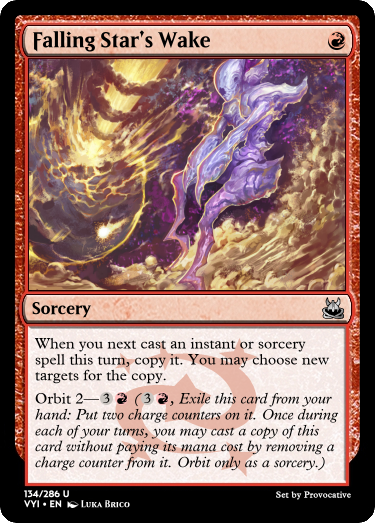 Falling Star's Wake
Sorcery
When you next cast an instant or sorcery
spell this turn, copy it. You may choose new
targets for the copy.
Orbit 2—3 ( 3 , Exile this card from your
hand: Put two charge counters on it. Once during
each of your turns, you may cast a copy of this
card without paying its mana cost by removing a
charge counter from it. Orbit only as a sorcery.)
134/286 U
VYI • EN Luka Brico
Set by Provocative